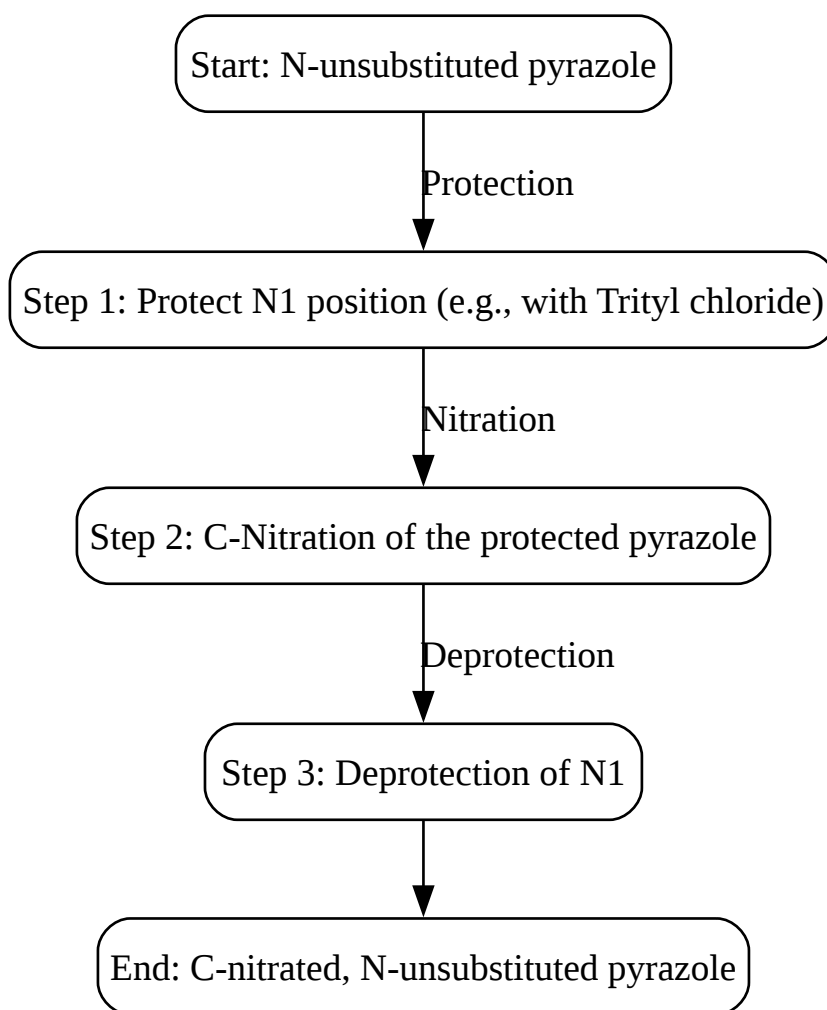 Start: N-unsubstituted pyrazole
Protection
Step 1: Protect N1 position (e.g., with Trityl chloride)
Nitration
Step 2: C-Nitration of the protected pyrazole
Deprotection
Step 3: Deprotection of N1
End: C-nitrated, N-unsubstituted pyrazole